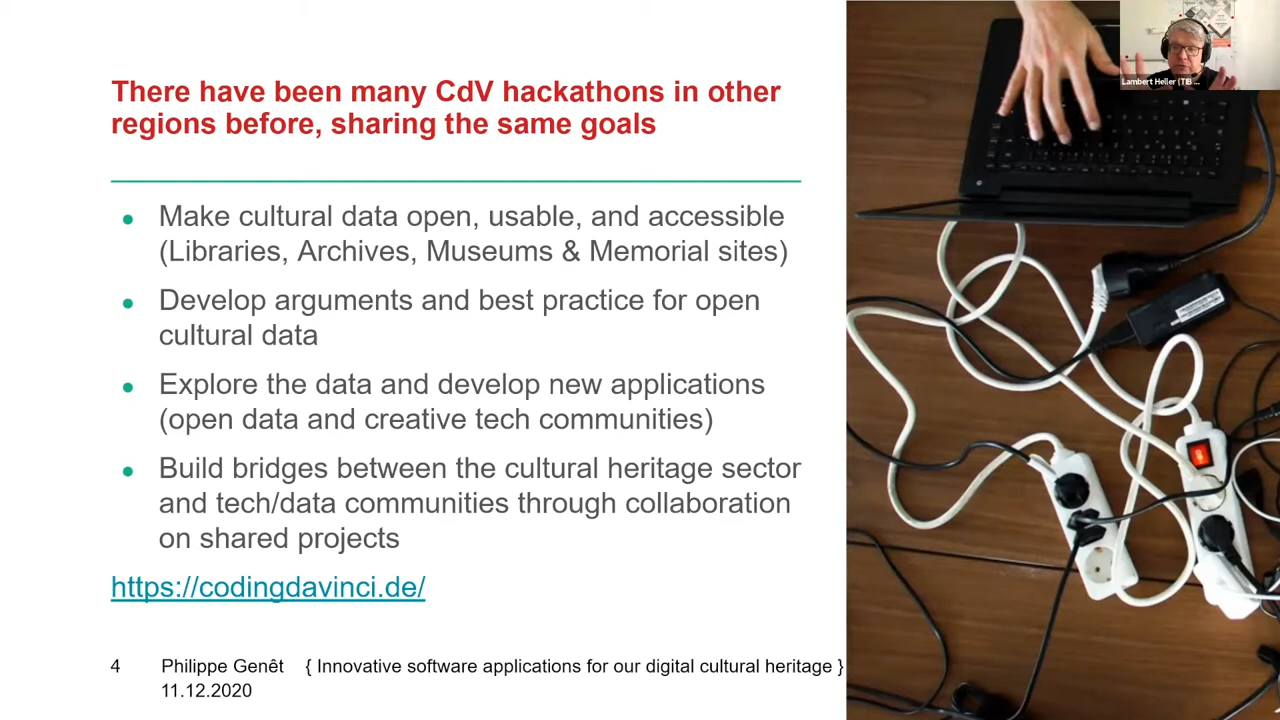 There have been many CdV hackathons in other
regions before, sharing the same goals
● Make cultural data open, usable, and accessible
(Libraries, Archives, Museums & Memorial sites)
● Develop arguments and best practice for open
cultural data
● Explore the data and develop new applications
(open data and creative tech communities)
● Build bridges between the cultural heritage sector
and tech/data communities through collaboration
on shared projects
https://codingdavinci.de/
4 Philippe Genêt { Innovative software applications for our digital cultural heritage }
11.12.2020
Lambert Heller (TIB ...